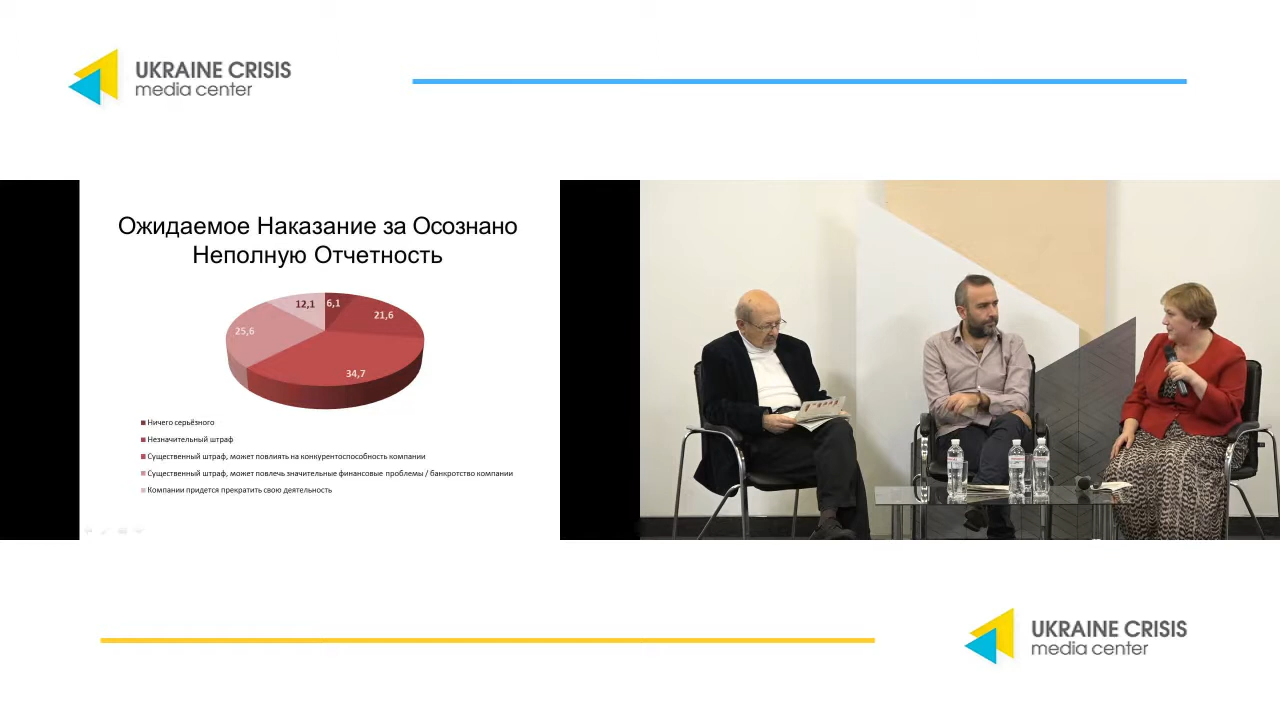 UKRAINE CRISIS
media center
Ожидаемое Наказание за Осознано
Неполную Отчетность
12,1
6,1
21,6
25,6
34,7
Ничего серьёзного
Незначительный штраф
Существенный штраф, может повлиять на конкурентоспособность компании
Существенный штраф, может повлечь значительные финансовые проблемы / банкротство компании
Компании придется прекратить свою деятельность
UKRAINE CRISIS
media center